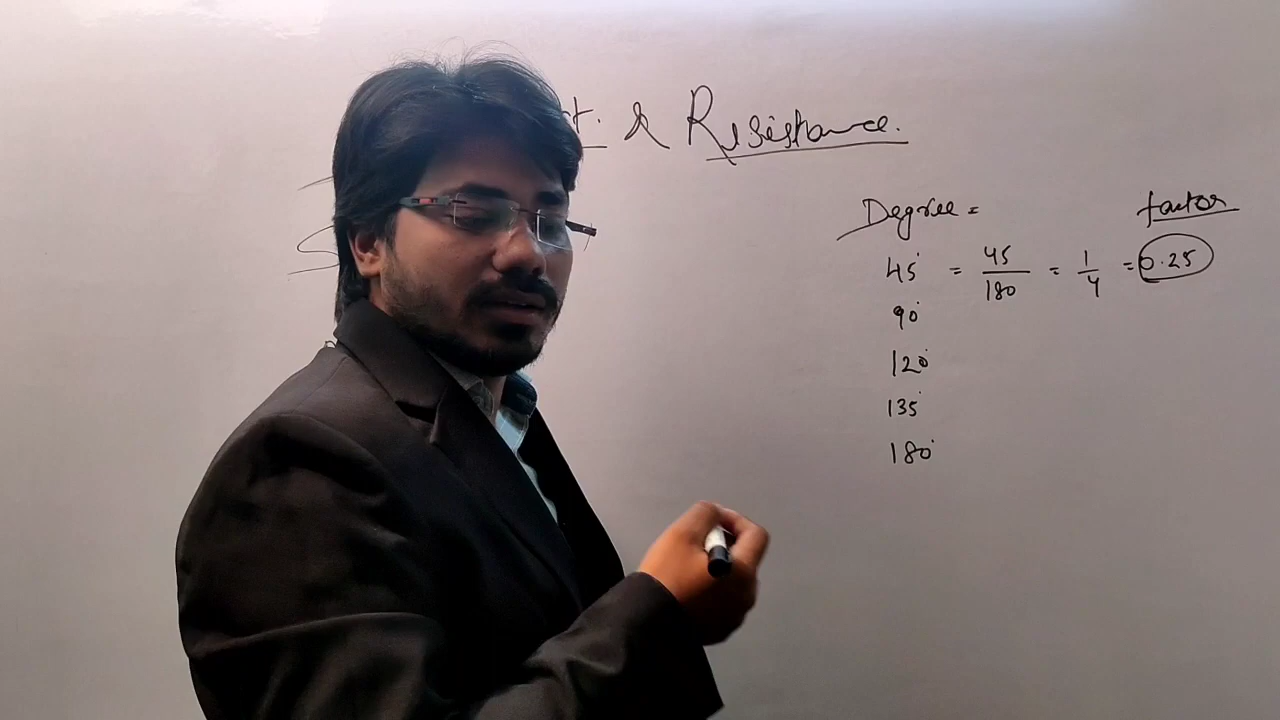 & Resistance.
Degree = factor
45° = 45/180 = 1/4 = 0.25
90°
120°
135°
180°